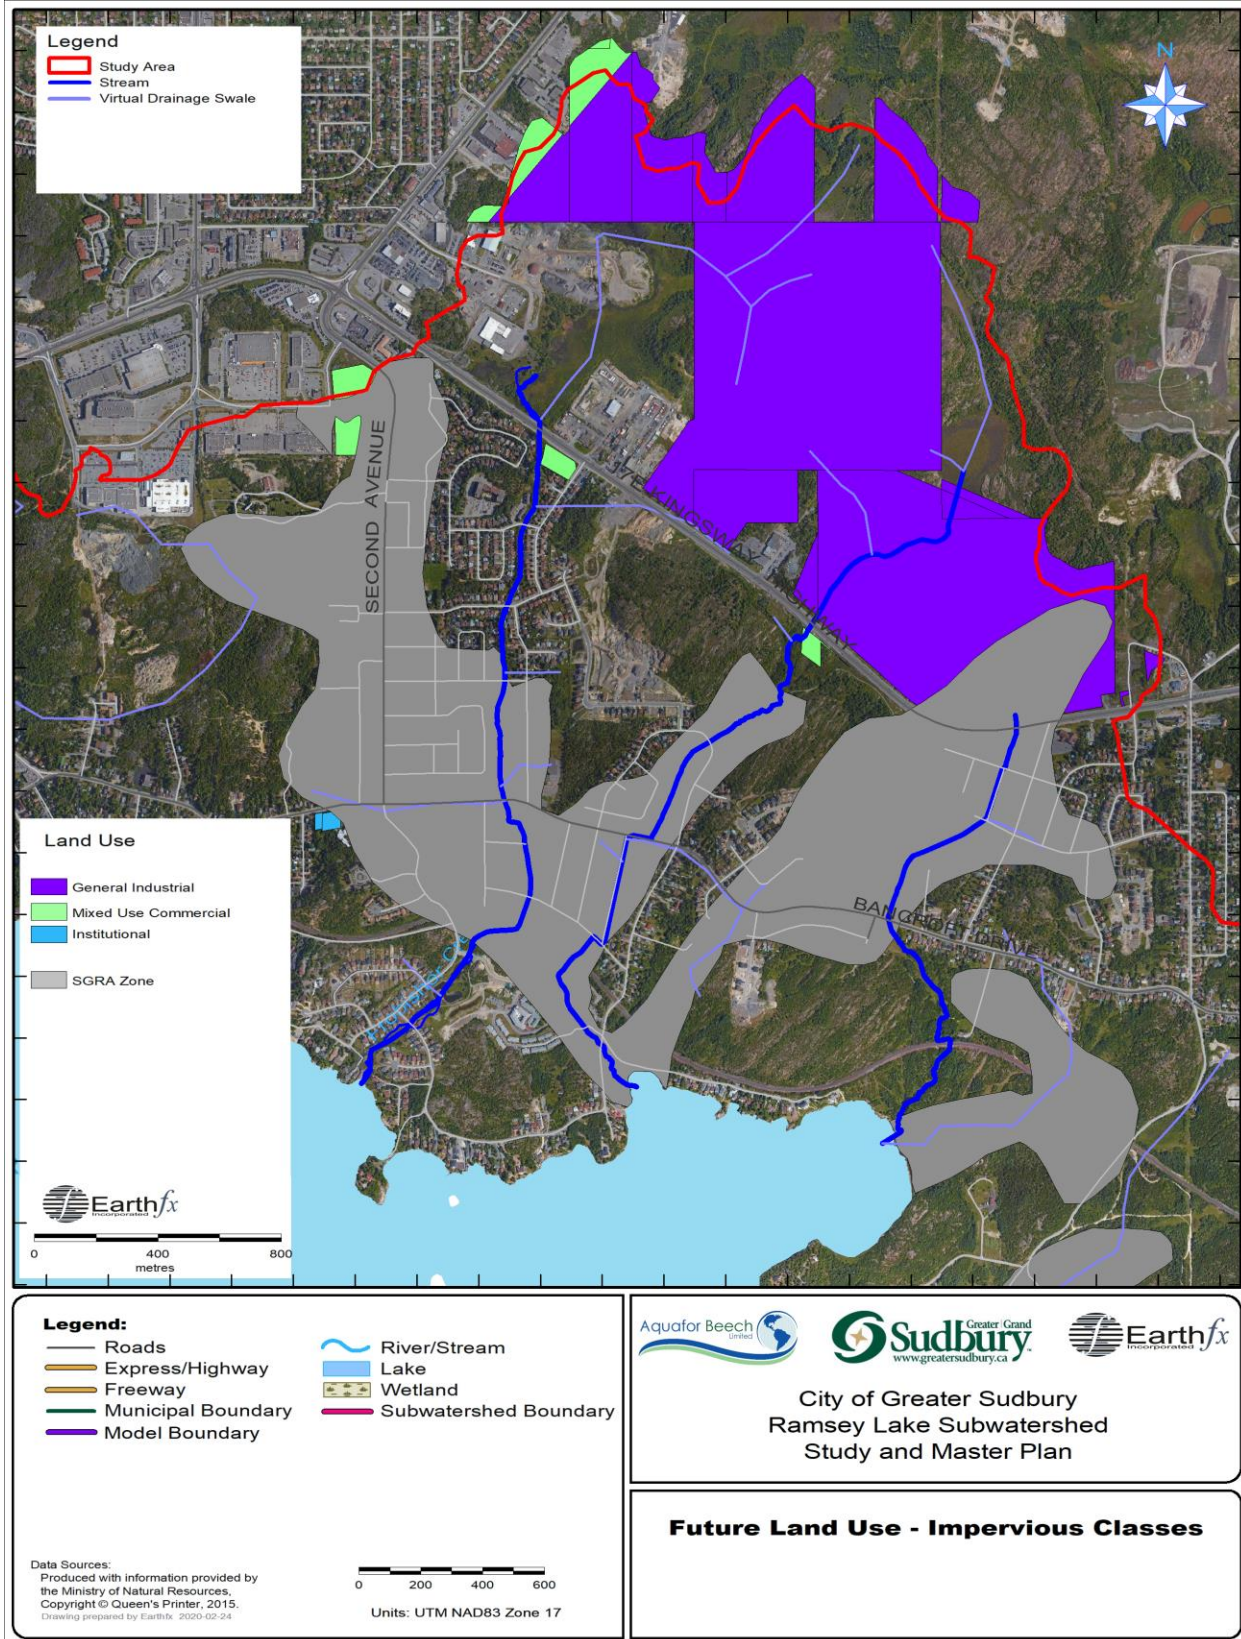 Legend
Study Area
Stream
Virtual Drainage Swale
N
SECOND AVENUE
KINGSWAY
BANCROFT DRIVE
Land Use
General Industrial
Mixed Use Commercial
Institutional
SGRA Zone
Earthfx
Incorporated
0 400 800
metres
Legend:
Roads
Express/Highway
Freeway
Municipal Boundary
Model Boundary
River/Stream
Lake
Wetland
Subwatershed Boundary
Data Sources:
Produced with information provided by
the Ministry of Natural Resources,
Copyright © Queen's Printer, 2015.
Drawing prepared by Earthfx 2020-02-24
0 200 400 600
Units: UTM NAD83 Zone 17
Aquafor Beech
Limited
Greater Grand
Sudbury
www.greatersudbury.ca
Earthfx
Incorporated
City of Greater Sudbury
Ramsey Lake Subwatershed
Study and Master Plan
Future Land Use - Impervious Classes